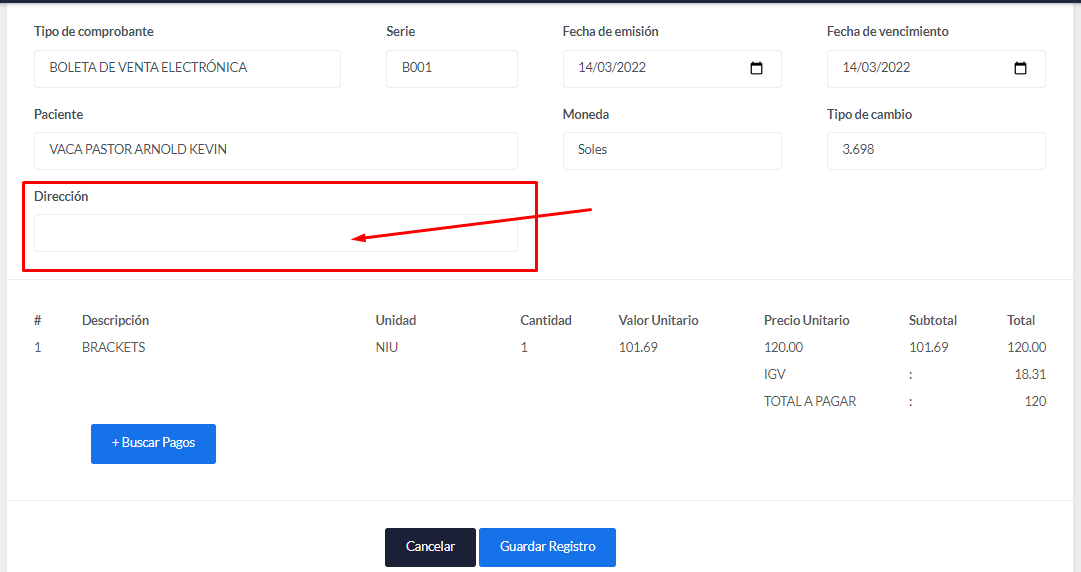 Tipo de comprobante Serie Fecha de emisión Fecha de vencimiento
BOLETA DE VENTA ELECTRÓNICA B001 14/03/2022 14/03/2022
Paciente Moneda Tipo de cambio
VACA PASTOR ARNOLD KEVIN Soles 3.698
Dirección
# Descripción Unidad Cantidad Valor Unitario Precio Unitario Subtotal Total
1 BRACKETS NIU 1 101.69 120.00 101.69 120.00
IGV : 18.31
TOTAL A PAGAR : 120
+ Buscar Pagos
Cancelar Guardar Registro